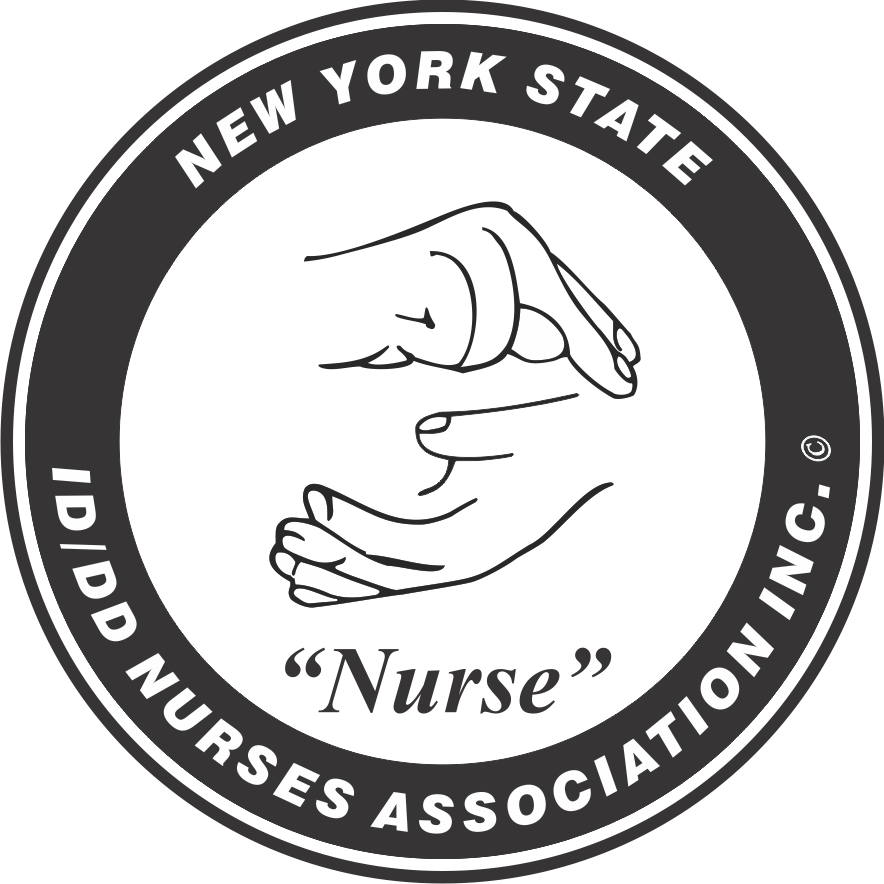 NEW YORK STATE
“Nurse”
ID/DD NURSES ASSOCIATION INC. ©